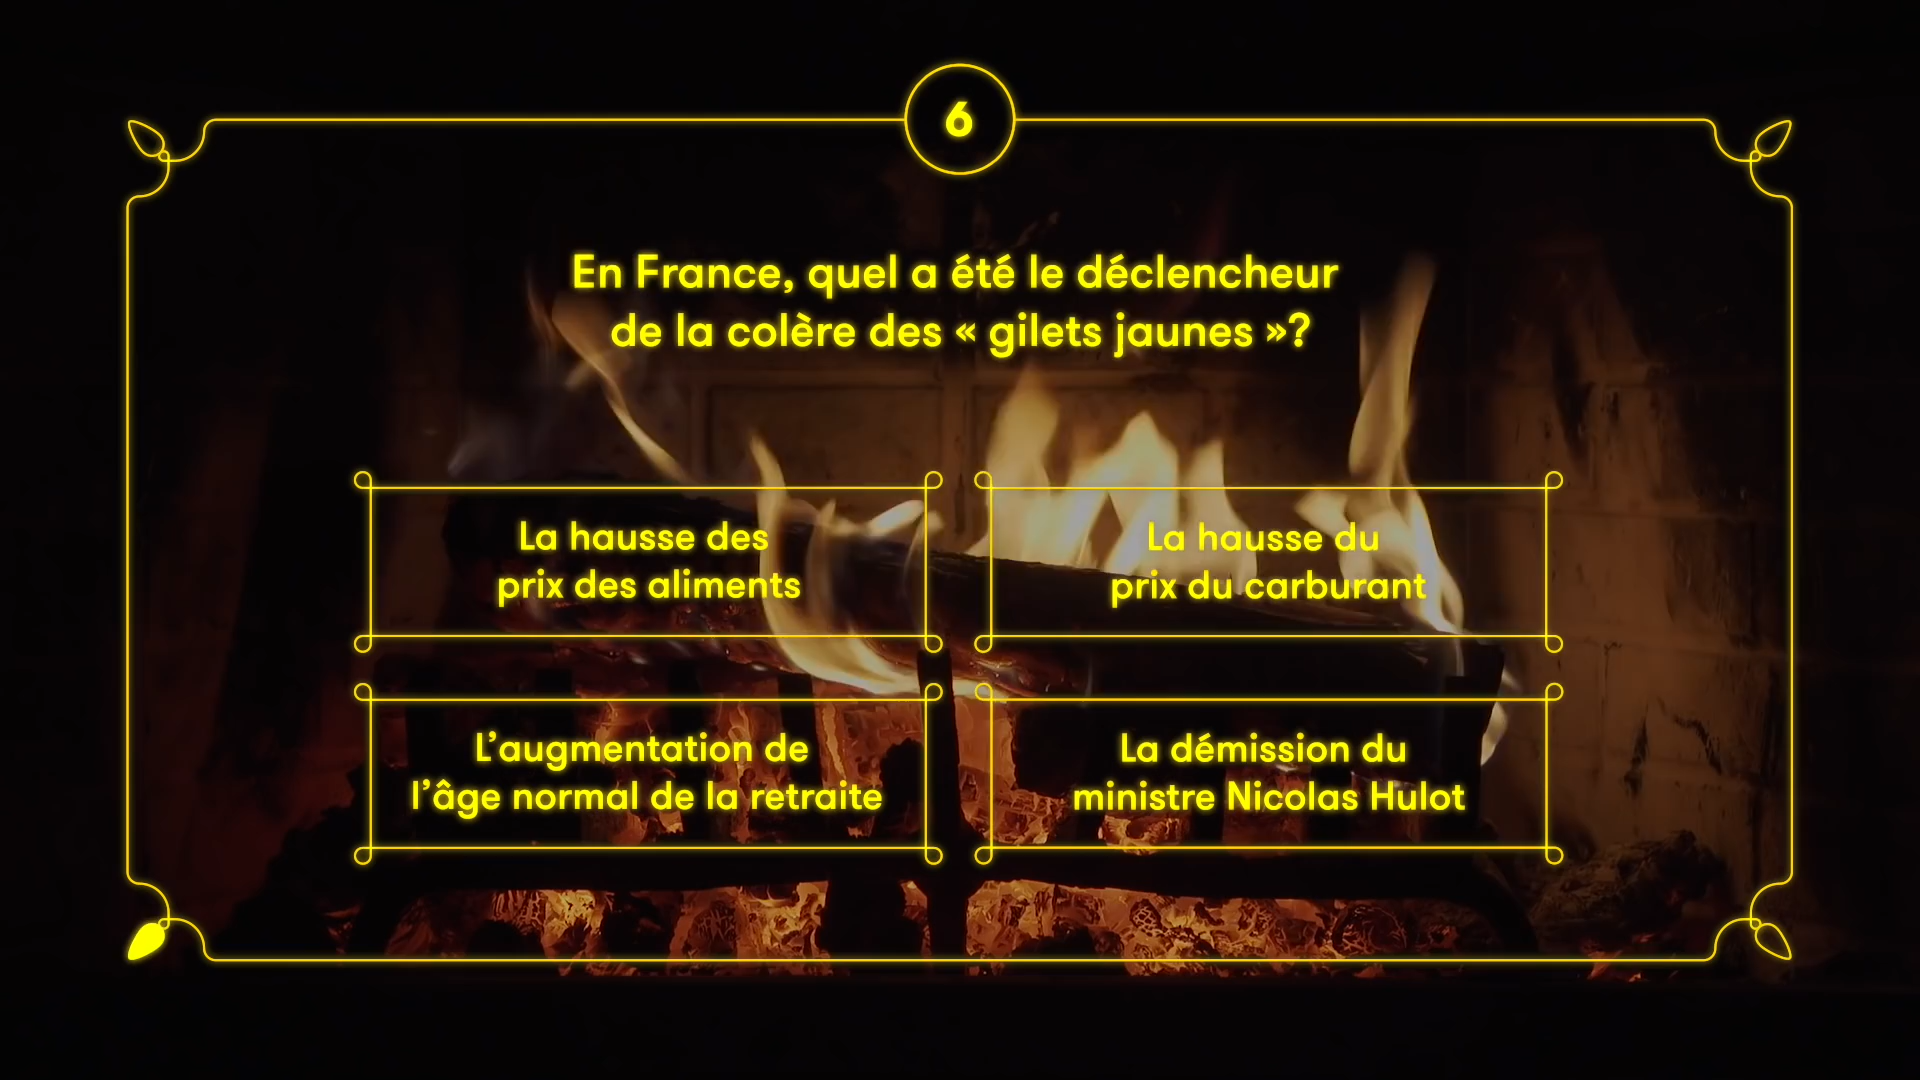 6
En France, quel a été le déclencheur
de la colère des « gilets jaunes »?
La hausse des
prix des aliments
La hausse du
prix du carburant
L’augmentation de
l’âge normal de la retraite
La démission du
ministre Nicolas Hulot